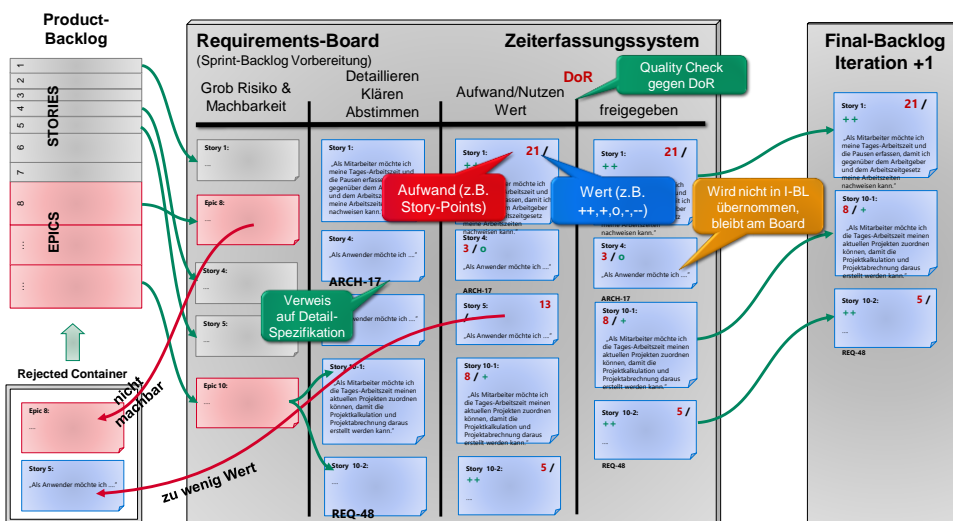 Product-
Backlog
1
2
3
4
5
6
7
8
...
...
STORIES
EPICS
Rejected Container
Epic 8:
...
Story 5:
„Als Anwender möchte ich ...."
Requirements-Board
(Sprint-Backlog Vorbereitung)
Zeiterfassungssystem
Grob Risiko &
Machbarkeit
Detaillieren
Klären
Abstimmen
Aufwand/Nutzen
Wert
DoR
freigegeben
Quality Check
gegen DoR
Story 1:
...
Epic 8:
...
Story 4:
...
Story 5:
...
Epic 10:
...
nicht
machbar
zu wenig Wert
Story 1:
„Als Mitarbeiter möchte ich
meine Tages-Arbeitszeit und
die Pausen erfassen, damit ich
gegenüber dem Arbeitgeber
und dem Arbeitszeitgesetz
meine Arbeitszeiten
nachweisen kann."
Story 4:
„Als Anwender möchte ich ...."
ARCH-17
Verweis
auf Detail-
Spezifikation
wender möchte ich ...."
Story 10-1:
„Als Mitarbeiter möchte ich
die Tages-Arbeitszeit meinen
aktuellen Projekten zuordnen
können, damit die
Projektkalkulation und
Projektabrechnung daraus
erstellt werden kann."
Story 10-2:
...
REQ-48
Story 1: 21 /
++
Aufwand (z.B.
Story-Points)
nachweisen kann."
Story 4:
3 / o
„Als Anwender möchte ich ...."
ARCH-17
Story 5: 13
/
„Als Anwender möchte ich ...."
Story 10-1:
8 / +
„Als Mitarbeiter möchte ich
die Tages-Arbeitszeit meinen
aktuellen Projekten zuordnen
können, damit die
Projektkalkulation und
Projektabrechnung daraus
erstellt werden kann."
Story 10-2: 5 /
++
...
Story 1: 21 /
++
Wert (z.B.
++,+,o,-,--)
Wird nicht in I-BL
übernommen,
bleibt am Board
nachweisen kann."
Story 4:
3 / o
„Als Anwender möchte ich ...."
ARCH-17
Story 10-1:
8 / +
„Als Mitarbeiter möchte ich
die Tages-Arbeitszeit meinen
aktuellen Projekten zuordnen
können, damit die
Projektkalkulation und
Projektabrechnung daraus
erstellt werden kann."
Story 10-2: 5 /
++
...
REQ-48
Final-Backlog
Iteration +1
Story 1: 21 /
++
„Als Mitarbeiter möchte ich
meine Tages-Arbeitszeit und
die Pausen erfassen, damit ich
gegenüber dem Arbeitgeber
und dem Arbeitszeitgesetz
meine Arbeitszeiten
nachweisen kann."
Story 10-1:
8 / +
„Als Mitarbeiter möchte ich
die Tages-Arbeitszeit meinen
aktuellen Projekten zuordnen
können, damit die
Projektkalkulation und
Projektabrechnung daraus
erstellt werden kann."
Story 10-2: 5 /
++
...
REQ-48